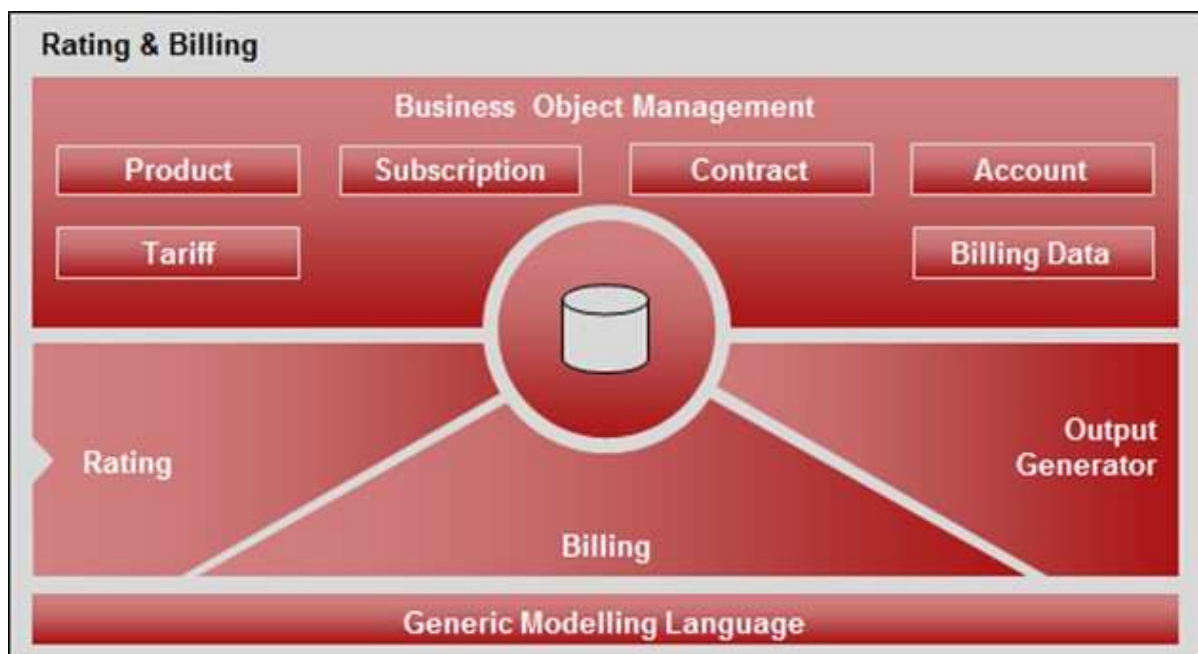 Rating & Billing
Business Object Management
Product
Subscription
Contract
Account
Tariff
Billing Data
Rating
Output
Generator
Billing
Generic Modelling Language